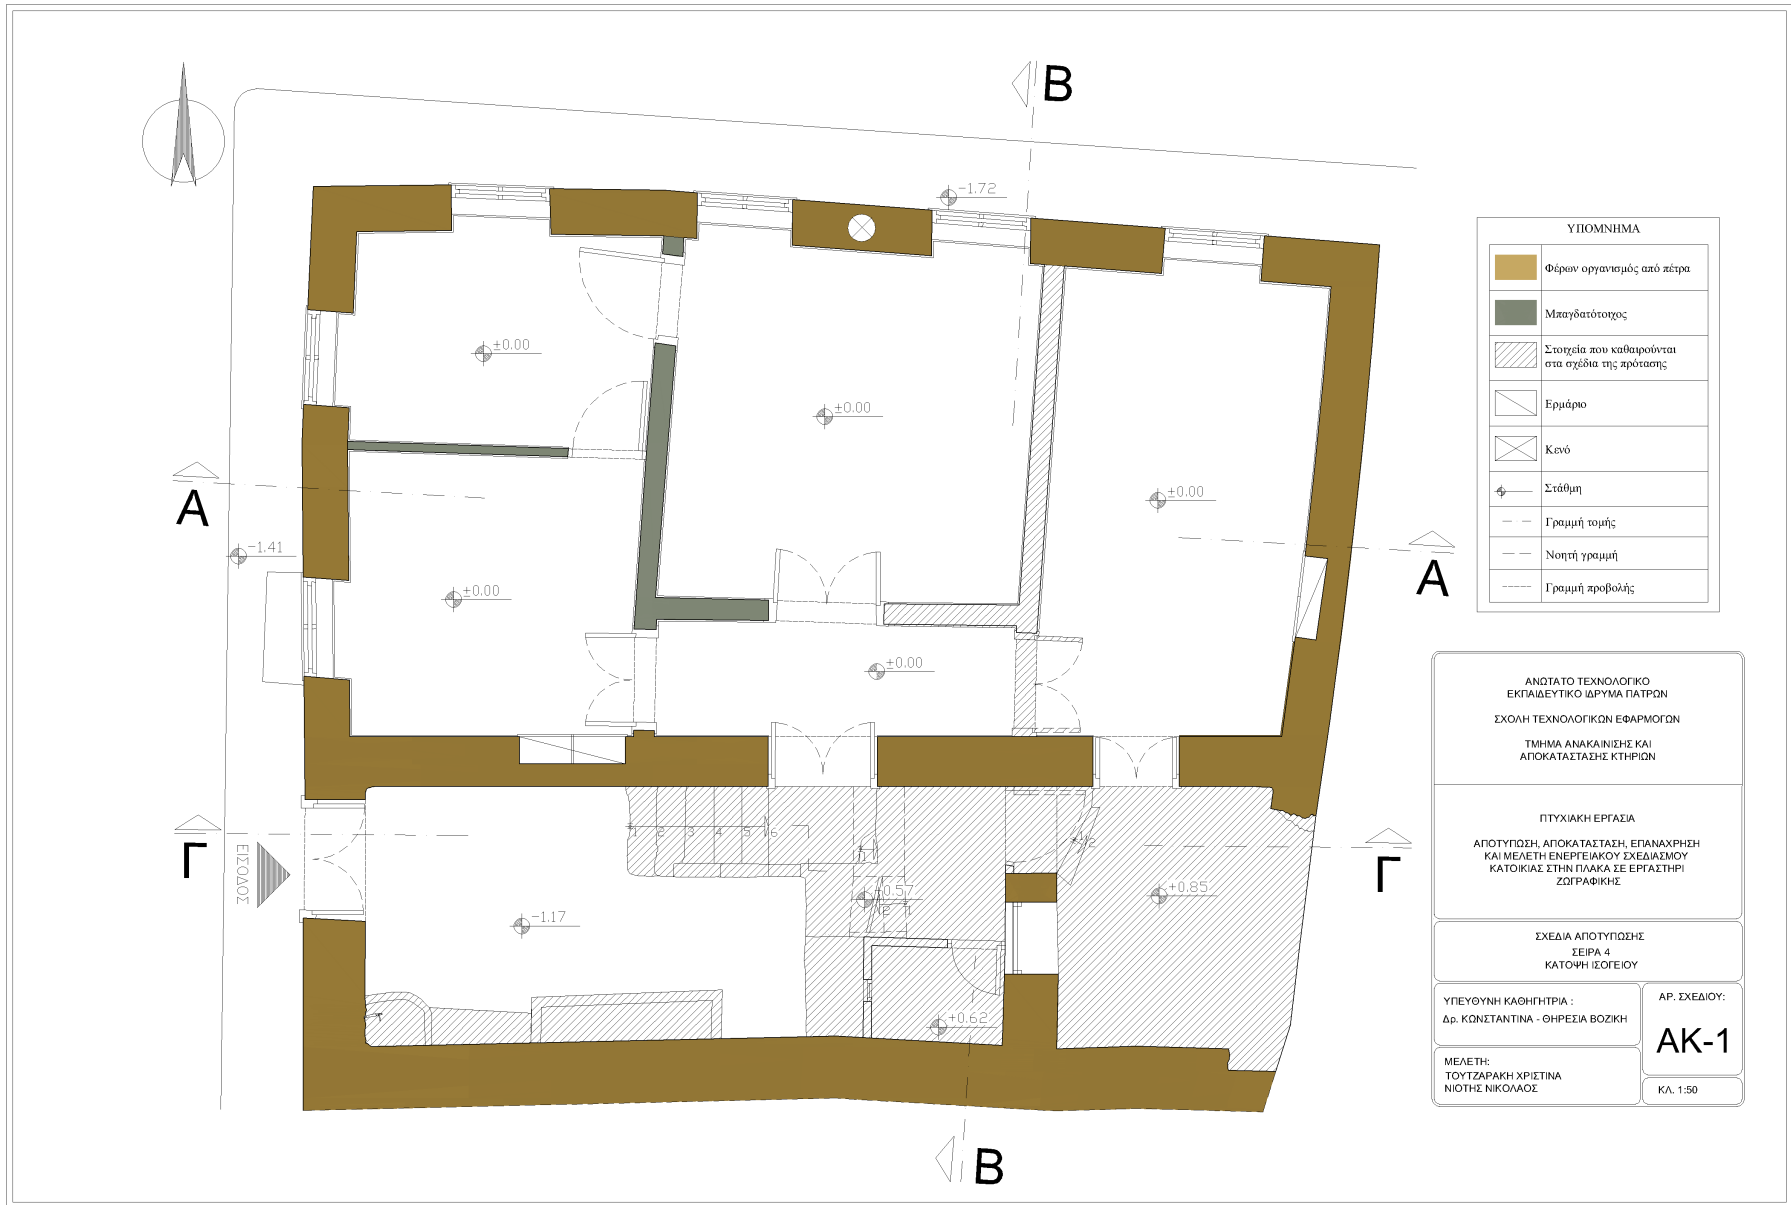 B
-1.72
±0.00
±0.00
±0.00
A
-1.41
±0.00
A
±0.00
Γ
ΕΙΣΟΔΟΣ
1 2 3 4 5 6
1
2
+0.57
2 1
+0.85
Γ
-1.17
+0.62
B
ΥΠΟΜΝΗΜΑ
Φέρων οργανισμός από πέτρα
Μπαγδατότοιχος
Στοιχεία που καθαιρούνται
στα σχέδια της πρότασης
Ερμάριο
Κενό
Στάθμη
Γραμμή τομής
Νοητή γραμμή
Γραμμή προβολής
ΑΝΩΤΑΤΟ ΤΕΧΝΟΛΟΓΙΚΟ
ΕΚΠΑΙΔΕΥΤΙΚΟ ΙΔΡΥΜΑ ΠΑΤΡΩΝ
ΣΧΟΛΗ ΤΕΧΝΟΛΟΓΙΚΩΝ ΕΦΑΡΜΟΓΩΝ
ΤΜΗΜΑ ΑΝΑΚΑΙΝΙΣΗΣ ΚΑΙ
ΑΠΟΚΑΤΑΣΤΑΣΗΣ ΚΤΗΡΙΩΝ
ΠΤΥΧΙΑΚΗ ΕΡΓΑΣΙΑ
ΑΠΟΤΥΠΩΣΗ, ΑΠΟΚΑΤΑΣΤΑΣΗ, ΕΠΑΝΑΧΡΗΣΗ
ΚΑΙ ΜΕΛΕΤΗ ΕΝΕΡΓΕΙΑΚΟΥ ΣΧΕΔΙΑΣΜΟΥ
ΚΑΤΟΙΚΙΑΣ ΣΤΗΝ ΠΛΑΚΑ ΣΕ ΕΡΓΑΣΤΗΡΙ
ΖΩΓΡΑΦΙΚΗΣ
ΣΧΕΔΙΑ ΑΠΟΤΥΠΩΣΗΣ
ΣΕΙΡΑ 4
ΚΑΤΟΨΗ ΙΣΟΓΕΙΟΥ
ΥΠΕΥΘΥΝΗ ΚΑΘΗΓΗΤΡΙΑ :
Δρ. ΚΩΝΣΤΑΝΤΙΝΑ - ΘΗΡΕΣΙΑ ΒΟΖΙΚΗ
ΜΕΛΕΤΗ:
ΤΟΥΤΖΑΡΑΚΗ ΧΡΙΣΤΙΝΑ
ΝΙΟΤΗΣ ΝΙΚΟΛΑΟΣ
ΑΡ. ΣΧΕΔΙΟΥ:
ΑΚ-1
ΚΛ. 1:50